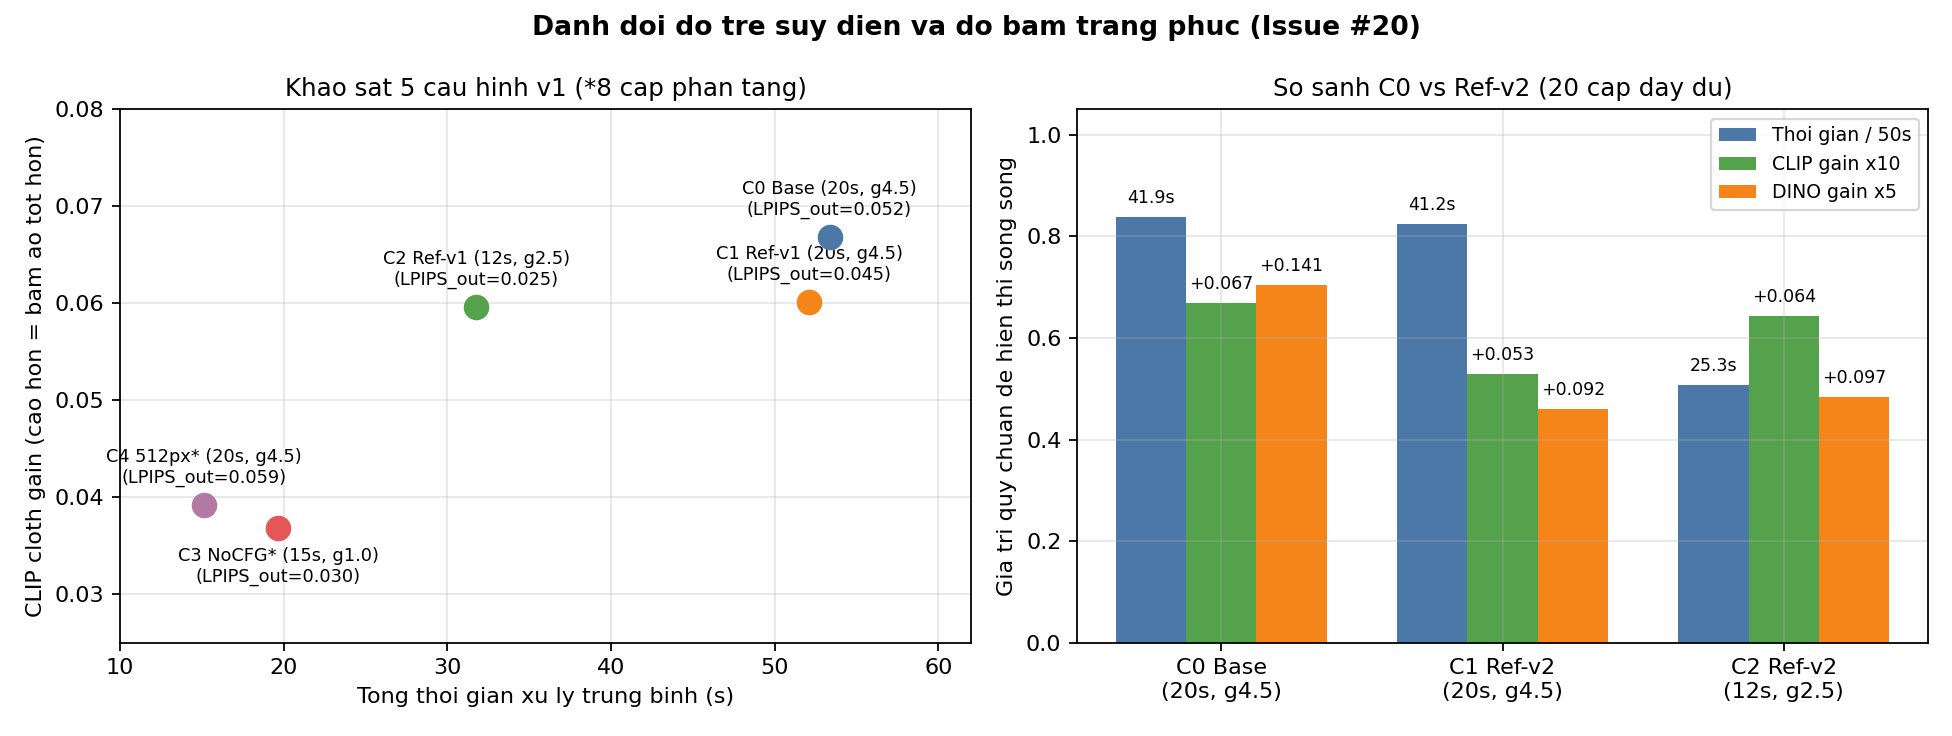 Danh doi do tre suy dien va do bam trang phuc (Issue #20)
Khao sat 5 cau hinh v1 (*8 cap phan tang)
CLIP cloth gain (cao hon = bam ao tot hon)
0.08
0.07
0.06
0.05
0.04
0.03
C0 Base (20s, g4.5)
(LPIPS_out=0.052)
C1 Ref-v1 (20s, g4.5)
(LPIPS_out=0.045)
C2 Ref-v1 (12s, g2.5)
(LPIPS_out=0.025)
C4 512px* (20s, g4.5)
(LPIPS_out=0.059)
C3 NoCFG* (15s, g1.0)
(LPIPS_out=0.030)
10 20 30 40 50 60
Tong thoi gian xu ly trung binh (s)
So sanh C0 vs Ref-v2 (20 cap day du)
Gia tri quy chuan de hien thi song song
1.0
0.8
0.6
0.4
0.2
0.0
Thoi gian / 50s
CLIP gain x10
DINO gain x5
41.9s
+0.067
+0.141
41.2s
+0.053
+0.092
25.3s
+0.064
+0.097
C0 Base
(20s, g4.5)
C1 Ref-v2
(20s, g4.5)
C2 Ref-v2
(12s, g2.5)